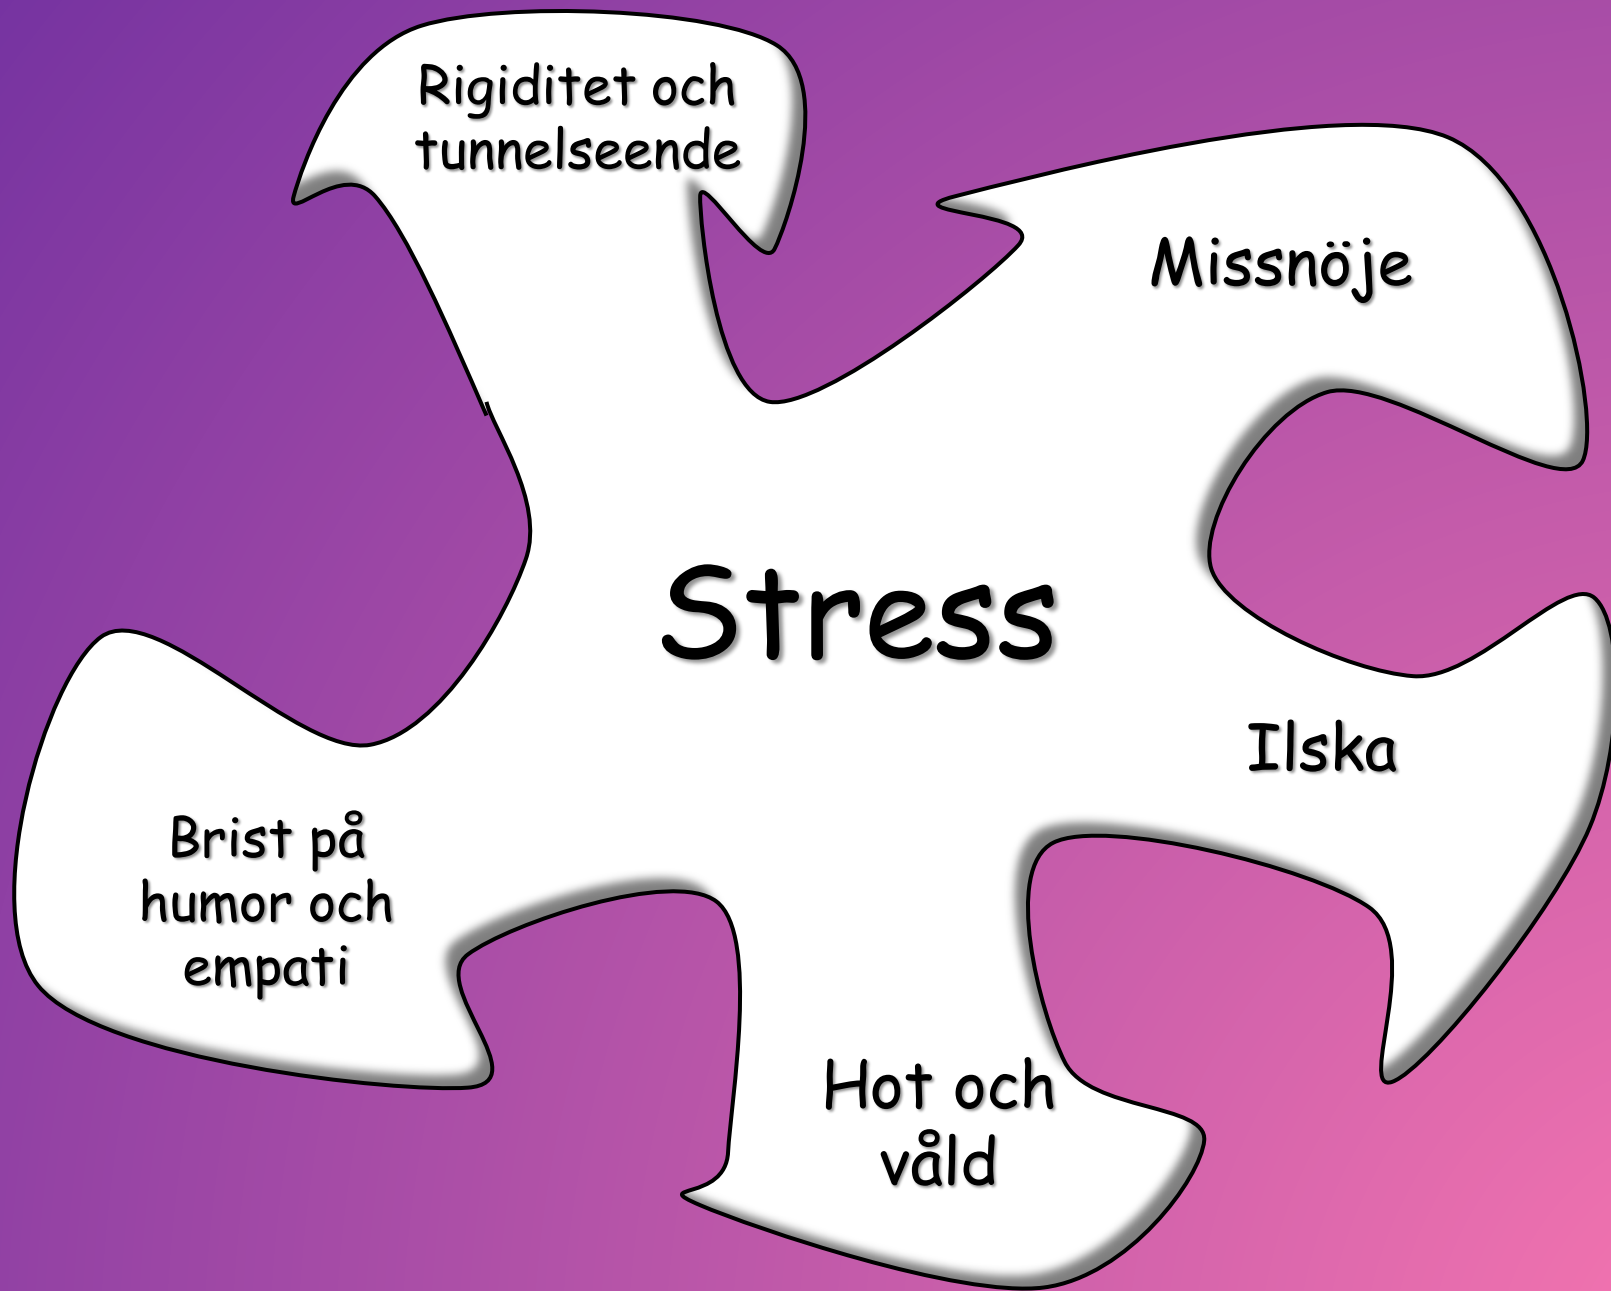 Rigiditet och
tunnelseende
Missnöje
Stress
Ilska
Brist på
humor och
empati
Hot och
våld